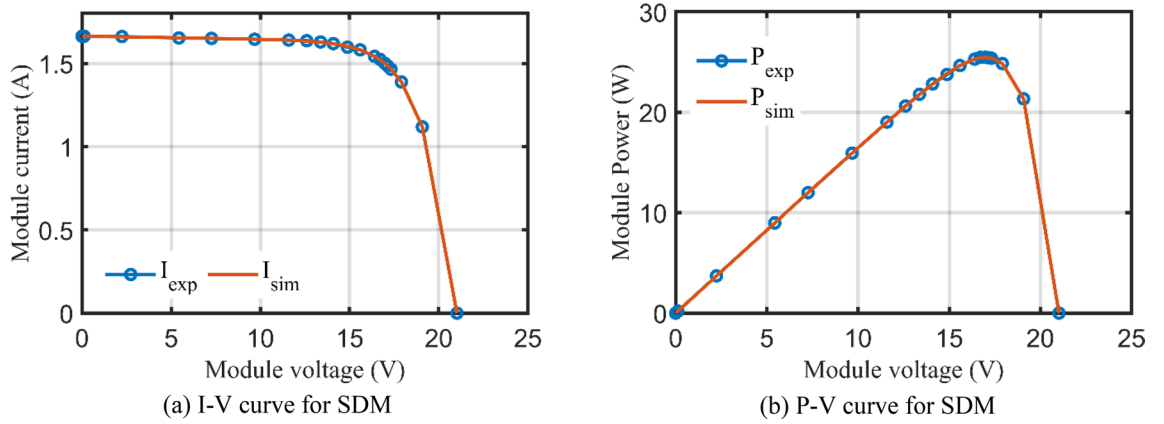 Module current (A)
1.5
1
0.5
0
I_exp I_sim
0 5 10 15 20 25
Module voltage (V)
(a) I-V curve for SDM
Module Power (W)
30
20
10
0
P_exp
P_sim
0 5 10 15 20 25
Module voltage (V)
(b) P-V curve for SDM